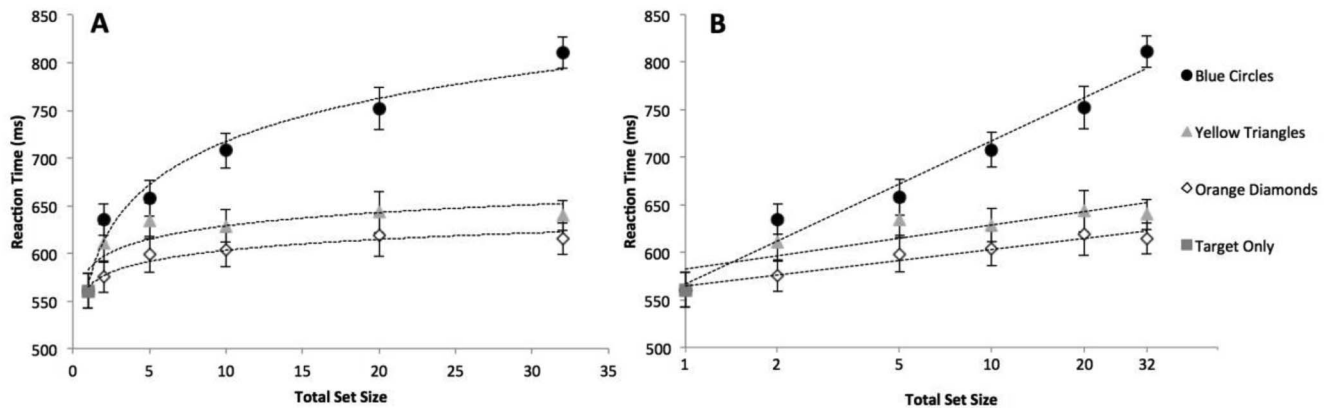 A
850
800
750
700
650
600
550
500
Reaction Time (ms)
0 5 10 15 20 25 30 35
Total Set Size
B
850
800
750
700
650
600
550
500
Reaction Time (ms)
1 2 5 10 20 32
Total Set Size
Blue Circles
Yellow Triangles
Orange Diamonds
Target Only